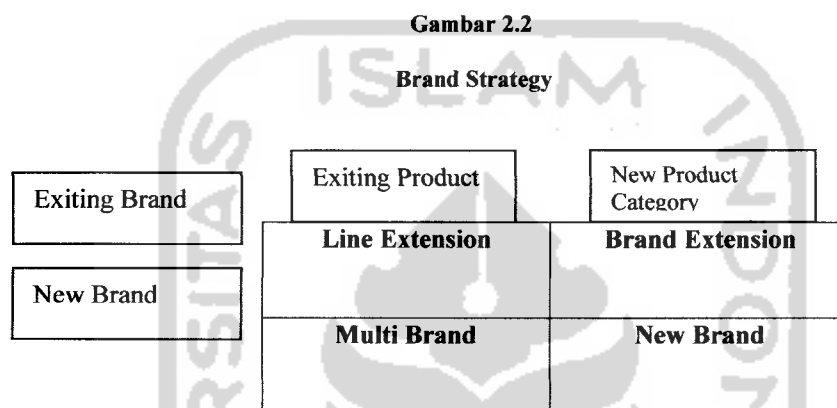 Gambar 2.2
Brand Strategy
ISLAM
Exiting Product
New Product
Category
Exiting Brand
Line Extension
Brand Extension
New Brand
Multi Brand
New Brand